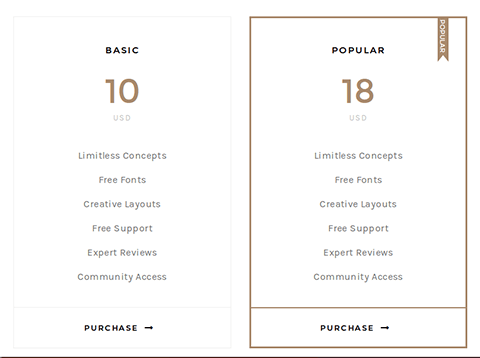 BASIC
10
USD
Limitless Concepts
Free Fonts
Creative Layouts
Free Support
Expert Reviews
Community Access
PURCHASE →
POPULAR
POPULAR
18
USD
Limitless Concepts
Free Fonts
Creative Layouts
Free Support
Expert Reviews
Community Access
PURCHASE →